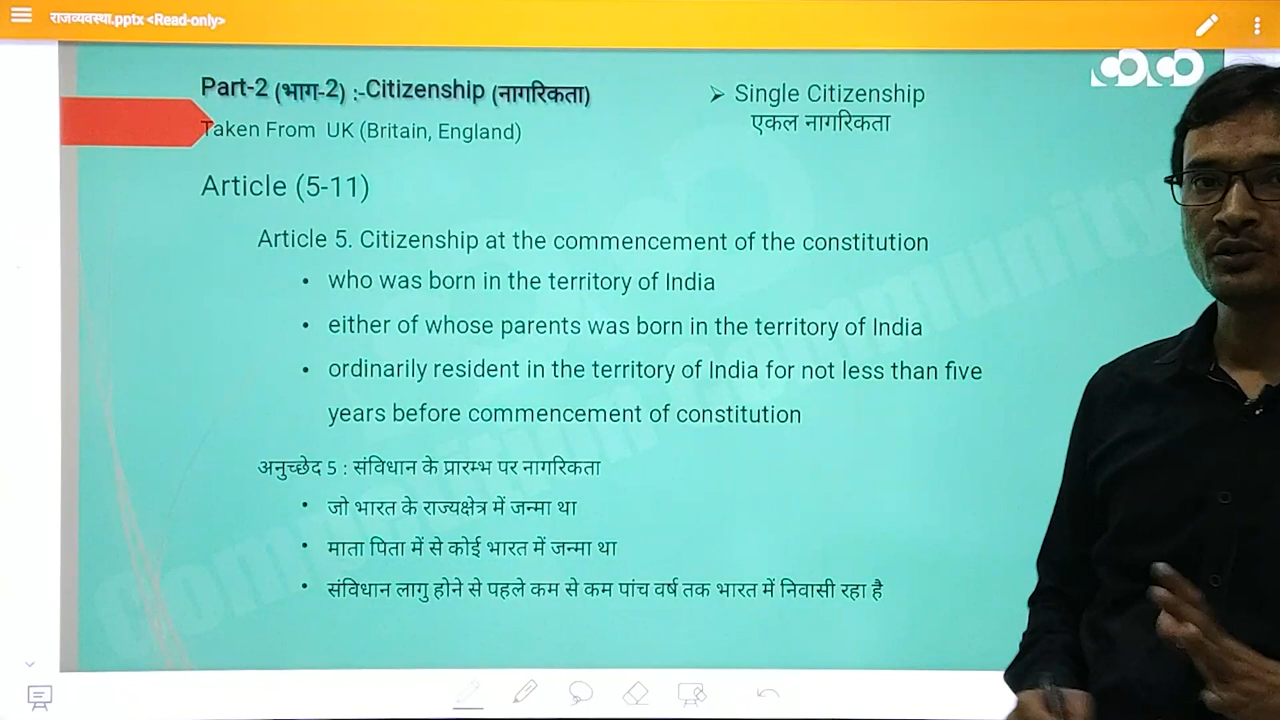 राजव्यवस्था.pptx <Read-only>
COCO
Part-2 (भाग-2) :-Citizenship (नागरिकता)
Taken From UK (Britain, England)
➢ Single Citizenship
एकल नागरिकता
Article (5-11)
Article 5. Citizenship at the commencement of the constitution
• who was born in the territory of India
• either of whose parents was born in the territory of India
• ordinarily resident in the territory of India for not less than five
years before commencement of constitution
अनुच्छेद 5 : संविधान के प्रारम्भ पर नागरिकता
• जो भारत के राज्यक्षेत्र में जन्मा था
• माता पिता में से कोई भारत में जन्मा था
• संविधान लागु होने से पहले कम से कम पांच वर्ष तक भारत में निवासी रहा है
Competition Community